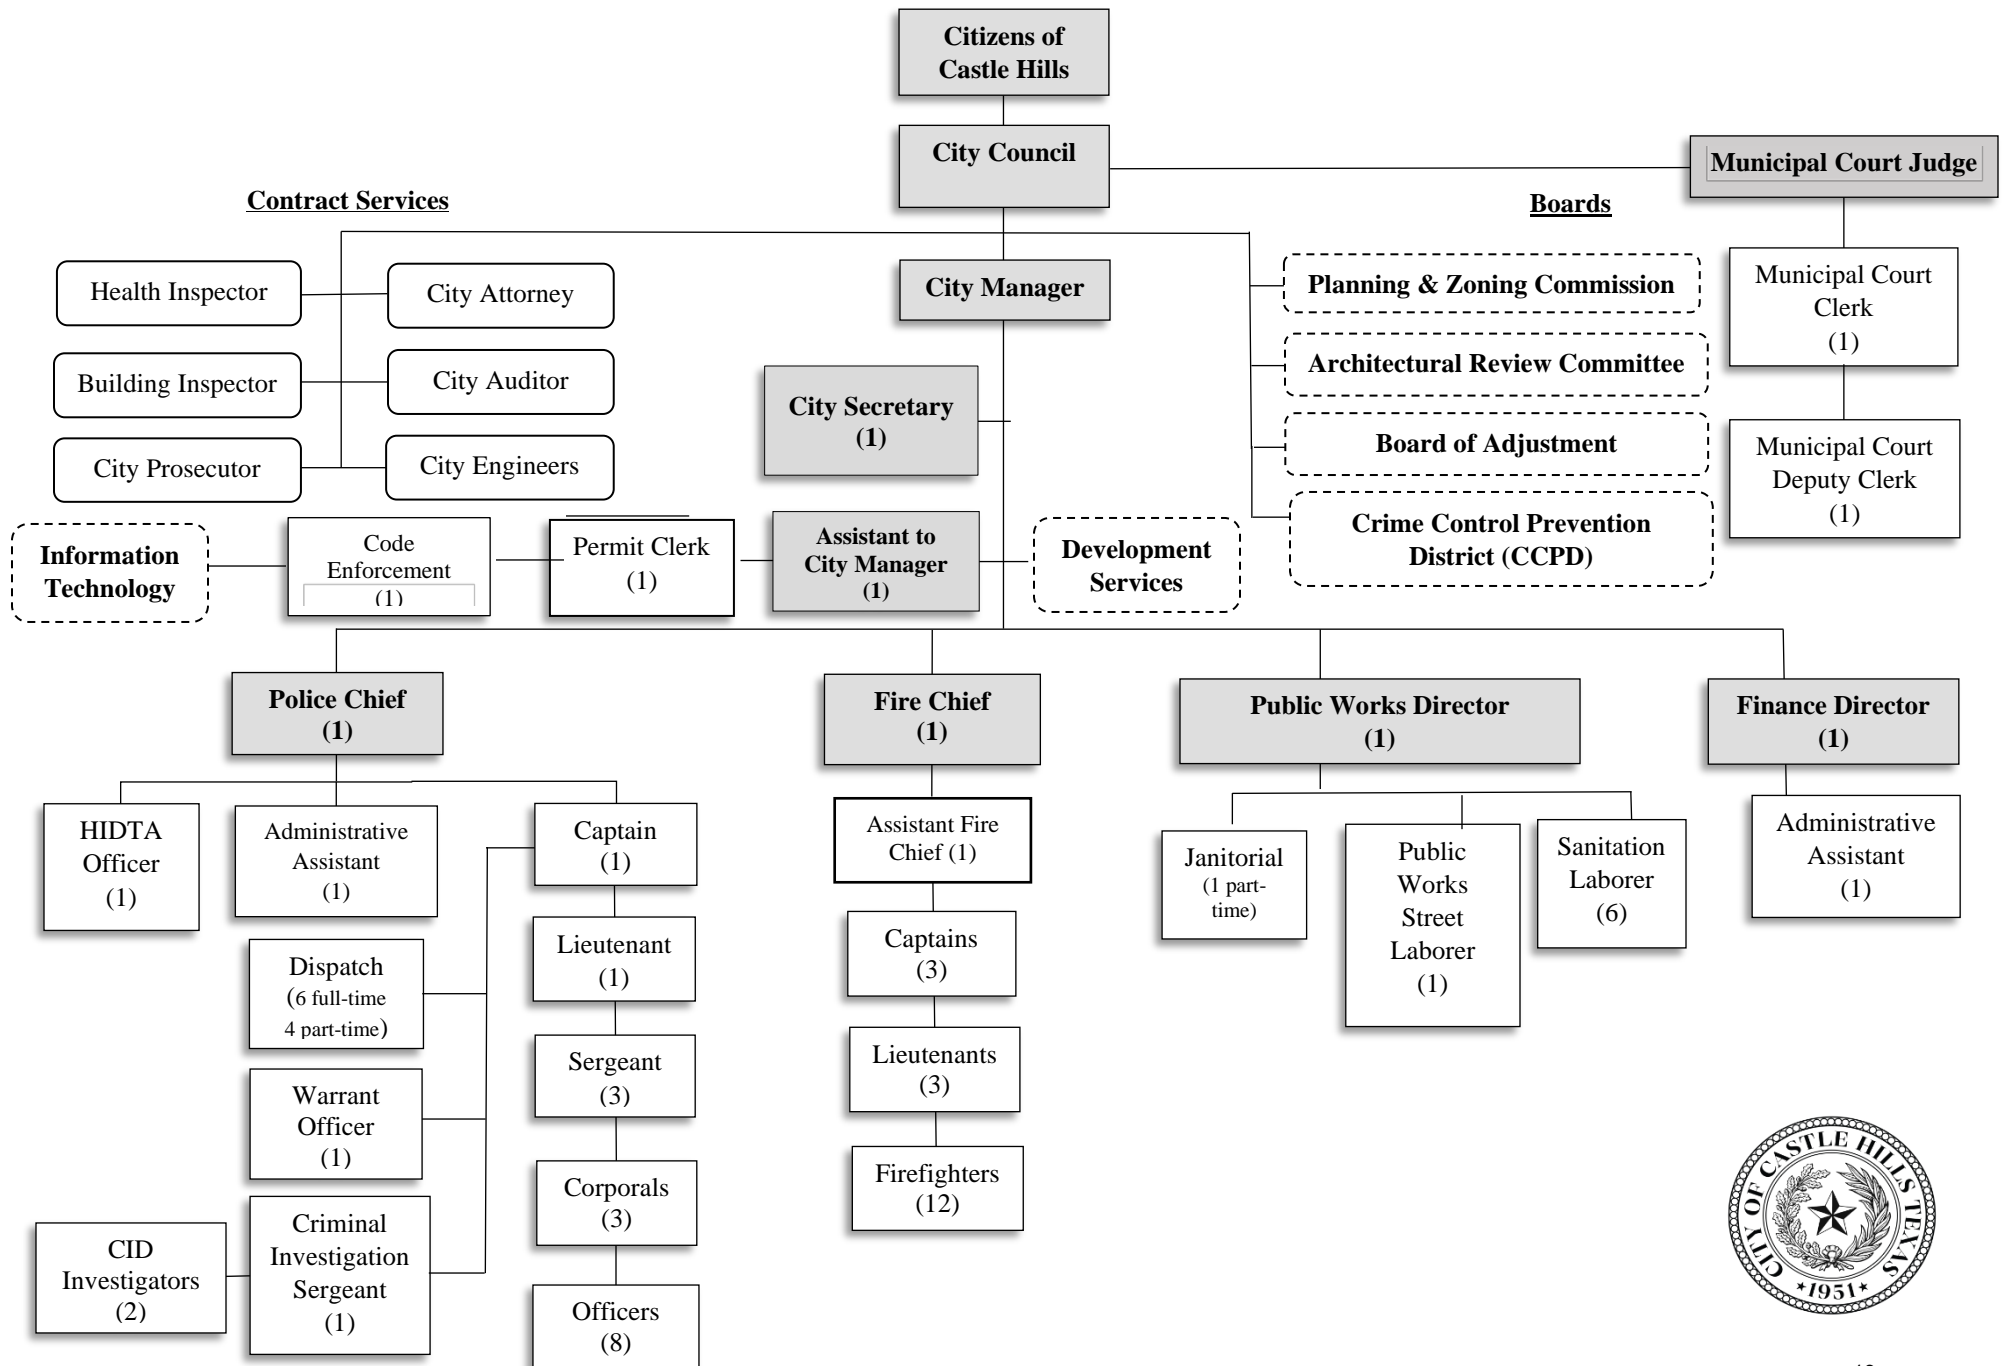 Citizens of
Castle Hills
City Council
Municipal Court Judge
Contract Services
Boards
Health Inspector
City Attorney
Building Inspector
City Auditor
City Prosecutor
City Engineers
City Manager
Planning & Zoning Commission
Architectural Review Committee
Board of Adjustment
Crime Control Prevention
District (CCPD)
Municipal Court
Clerk
(1)
Municipal Court
Deputy Clerk
(1)
City Secretary
(1)
Information
Technology
Code
Enforcement
(1)
Permit Clerk
(1)
Assistant to
City Manager
(1)
Development
Services
Police Chief
(1)
Fire Chief
(1)
Public Works Director
(1)
Finance Director
(1)
HIDTA
Officer
(1)
Administrative
Assistant
(1)
Captain
(1)
Dispatch
(6 full-time
4 part-time)
Lieutenant
(1)
Warrant
Officer
(1)
Sergeant
(3)
CID
Investigators
(2)
Criminal
Investigation
Sergeant
(1)
Corporals
(3)
Officers
(8)
Assistant Fire
Chief (1)
Captains
(3)
Lieutenants
(3)
Firefighters
(12)
Janitorial
(1 part-
time)
Public
Works
Street
Laborer
(1)
Sanitation
Laborer
(6)
Administrative
Assistant
(1)
CITY OF CASTLE HILLS TEXAS
1951